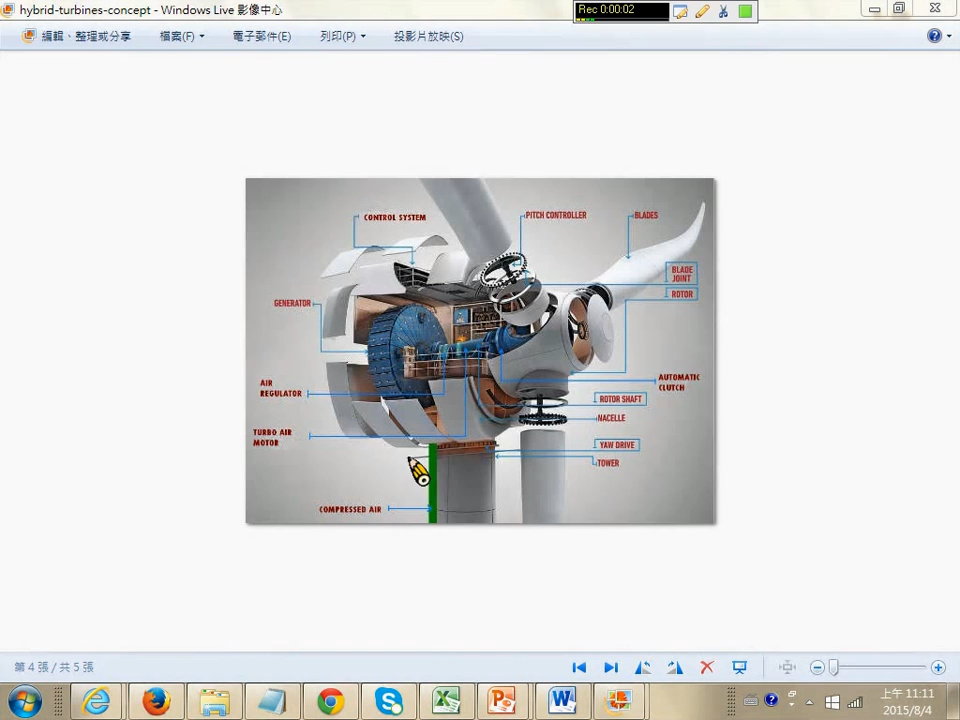 hybrid-turbines-concept - Windows Live 影像中心
Rec 0:00:02
編輯、整理或分享
檔案(F)
電子郵件(E)
列印(P)
投影片放映(S)
CONTROL SYSTEM
PITCH CONTROLLER
BLADES
BLADE
JOINT
ROTOR
GENERATOR
AIR
REGULATOR
AUTOMATIC
CLUTCH
ROTOR SHAFT
NACELLE
TURBO AIR
MOTOR
YAW DRIVE
TOWER
COMPRESSED AIR
第 4 張 / 共 5 張
上午 11:11
2015/8/4